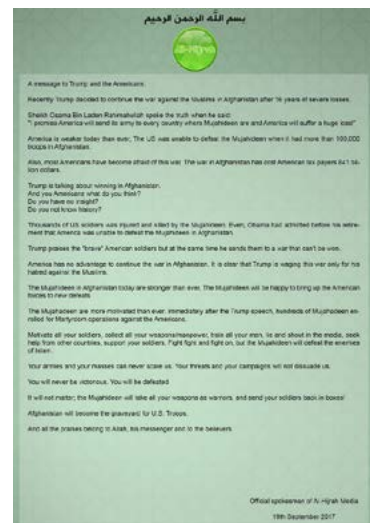 بسم الله الرحمن الرحيم
Al-Hijrah
A message to Trump and the Americans.
Recently Trump decided to continue the war against the Muslims in Afghanistan after 16 years of severe losses.
Sheikh Osama Bin Laden Rahimahullah spoke the truth when he said:
"I promise America will send its army to every country where Mujahideen are and America will suffer a huge loss!"
America is weaker today than ever. The US was unable to defeat the Mujahideen when it had more than 100,000
troops in Afghanistan.
Also, most Americans have become afraid of this war. The war in Afghanistan has cost American tax payers 841 bil-
lion dollars.
Trump is talking about winning in Afghanistan.
And you Americans what do you think?
Do you have no insight?
Do you not know history?
Thousands of US soldiers was injured and killed by the Mujahideen. Even, Obama had admitted before his retire-
ment that America was unable to defeat the Mujahideen in Afghanistan.
Trump praises the "brave" American soldiers but at the same time he sends them to a war that can't be won.
America has no advantage to continue the war in Afghanistan. It is clear that Trump is waging this war only for his
hatred against the Muslims.
The Mujahideen in Afghanistan today are stronger than ever. The Mujahideen will be happy to bring up the American
forces to new defeats.
The Mujahideen are more motivated than ever. Immediately after the Trump speech, hundreds of Mujahideen en-
rolled for Martyrdom operations against the Americans.
Motivate all your soldiers, collect all your weapons/manpower, train all your men, lie and shout in the media, seek
help from other countries, support your soldiers. Fight fight and fight on, but the Mujahideen will defeat the enemies
of Islam.
Your armies and your masses can never scare us. Your threats and your campaigns will not dissuade us.
You will never be victorious. You will be defeated.
It will not matter; the Mujahideen will take all your weapons as warriors, and send your soldiers back in boxes!
Afghanistan will become the graveyard for U.S. Troops.
And all the praises belong to Allah, his messenger and to the believers.
Official spokesmen of Al-Hijrah Media
19th September 2017